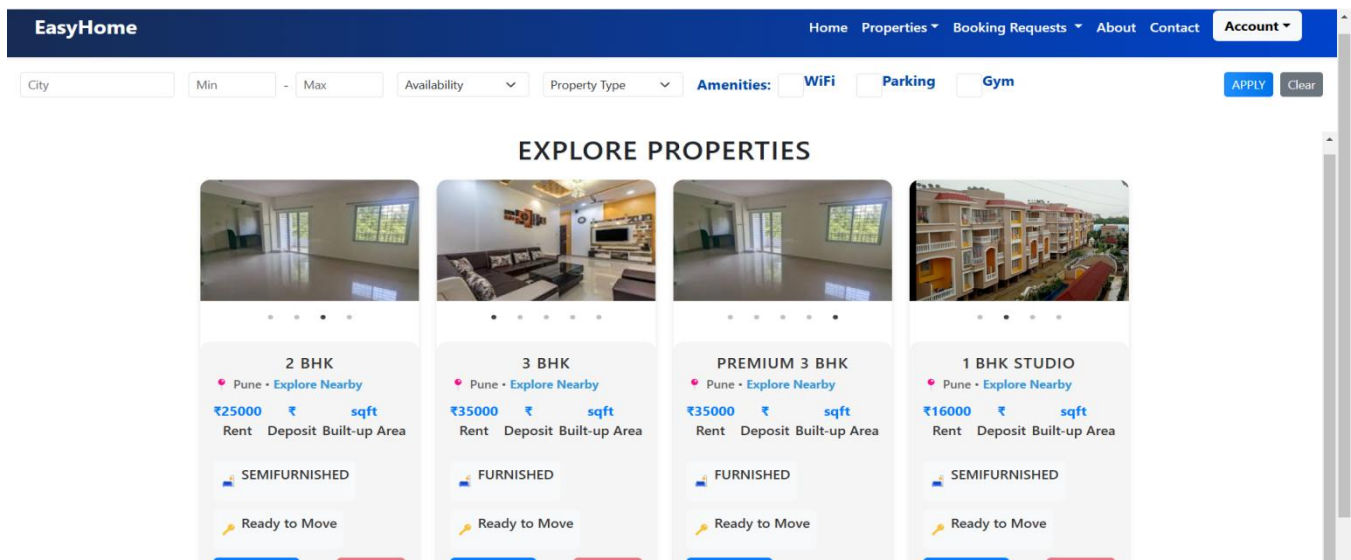 EasyHome Home Properties Booking Requests About Contact Account
City Min - Max Availability Property Type Amenities: WiFi Parking Gym APPLY Clear
EXPLORE PROPERTIES
2 BHK
Pune • Explore Nearby
₹25000 ₹ sqft
Rent Deposit Built-up Area
SEMIFURNISHED
Ready to Move
3 BHK
Pune • Explore Nearby
₹35000 ₹ sqft
Rent Deposit Built-up Area
FURNISHED
Ready to Move
PREMIUM 3 BHK
Pune • Explore Nearby
₹35000 ₹ sqft
Rent Deposit Built-up Area
FURNISHED
Ready to Move
1 BHK STUDIO
Pune • Explore Nearby
₹16000 ₹ sqft
Rent Deposit Built-up Area
SEMIFURNISHED
Ready to Move